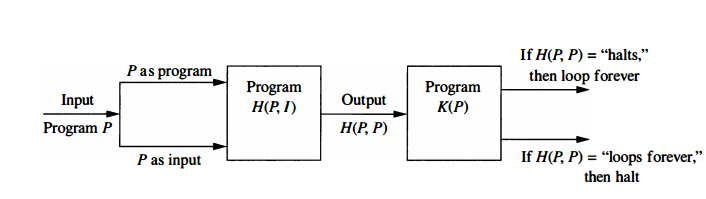 Input
Program P
P as program
P as input
Program
H(P, I)
Output
H(P, P)
Program
K(P)
If H(P, P) = “halts,”
then loop forever
If H(P, P) = “loops forever,”
then halt